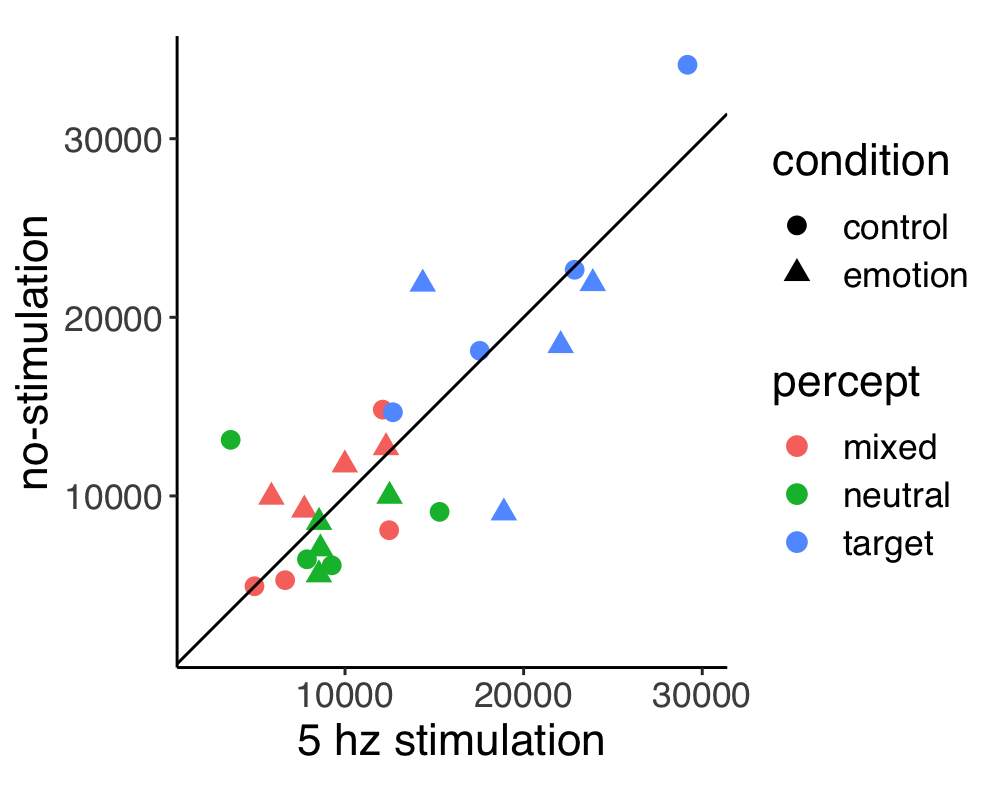 no-stimulation
30000
20000
10000
10000 20000 30000
5 hz stimulation
condition
control
emotion
percept
mixed
neutral
target